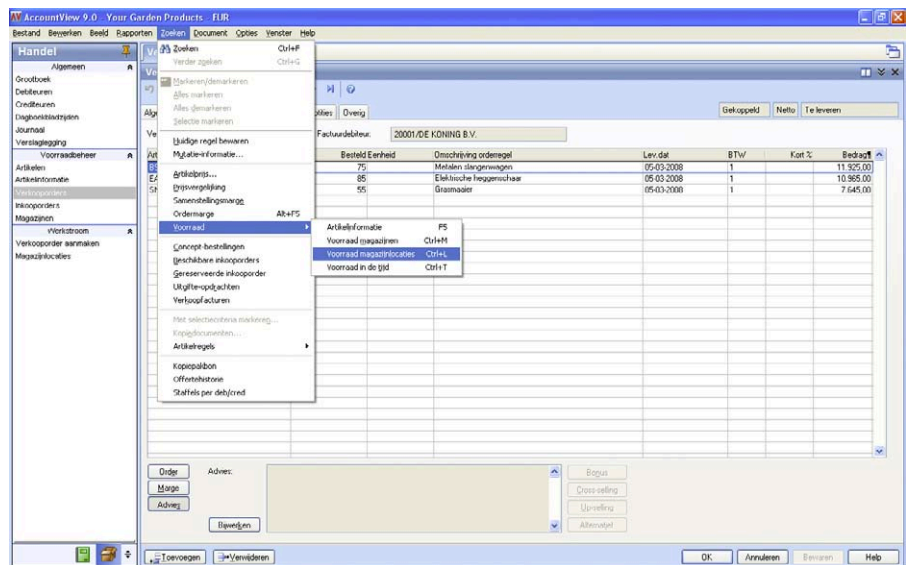 AccountView 9.0 - Your Garden Products - EUR
Bestand Bewerken Beeld Rapporten Zoeken Document Opties Venster Help
Handel
Algemeen
Grootboek
Debiteuren
Crediteuren
Dagboekbladzijden
Journaal
Verslaglegging
Voorraadbeheer
Artikelen
Artikelinformatie
Verkooporders
Inkooporders
Magazijnen
Werkstroom
Verkooporder aanmaken
Magazijnlocaties
Zoeken Ctrl+F
Verder zoeken Ctrl+G
Markeren/demarkeren
Alles markeren
Alles demarkeren
Selectie markeren
Huidige regel bewaren
Mutatie-informatie...
Artikelprijs...
Prijsvergelijking
Samenstellingsmarge
Ordermarge Alt+F5
Voorraad
Concept-bestellingen
Beschikbare inkooporders
Gereserveerde inkooporder
Uitgifte-opdrachten
Verkoopfacturen
Met selectiecriteria markeren...
Kopiedocumenten...
Artikelregels
Kopiepakbon
Offertehistorie
Staffels per deb/cred
Artikelinformatie F5
Voorraad magazijnen Ctrl+M
Voorraad magazijnlocaties Ctrl+L
Voorraad in de tijd Ctrl+T
Overig
Gekoppeld Netto Te leveren
Factuurdebiteur: 20001/DE KONING B.V.
Besteld Eenheid Omschrijving orderregel Lev.dat BTW Kort % Bedrag
75 Metalen slangenwagen 05-03-2008 1 11.925,00
85 Elektrische heggenschaar 05-03-2008 1 10.965,00
55 Grasmaaier 05-03-2008 1 7.645,00
Order Advies:
Marge
Advies
Bijwerken
Bonus
Cross-selling
Up-selling
Alternatief
Toevoegen Verwijderen OK Annuleren Bewaren Help